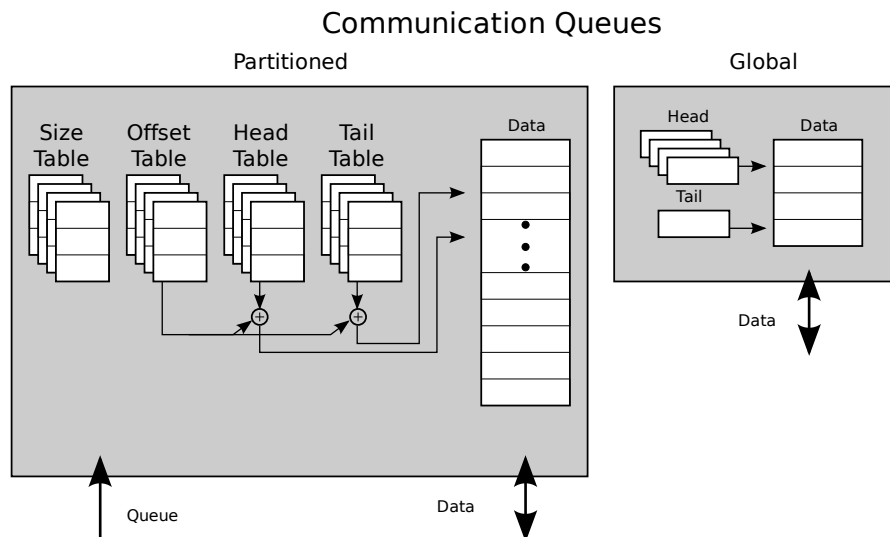 Communication Queues
Partitioned
Global
Size
Table
Offset
Table
Head
Table
Tail
Table
Data
Head
Data
Tail
Data
Queue
Data